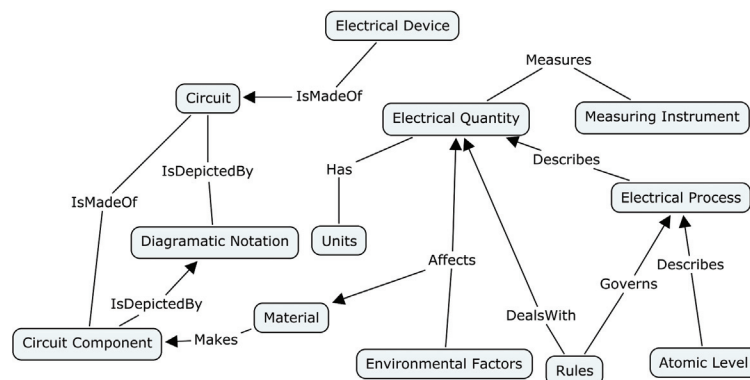 Electrical Device
Measures
Circuit
IsMadeOf
Electrical Quantity
Measuring Instrument
Describes
Has
IsDepictedBy
IsMadeOf
Electrical Process
Diagramatic Notation
Units
Affects
Describes
Governs
IsDepictedBy
Material
DealsWith
Circuit Component
Makes
Environmental Factors
Rules
Atomic Level